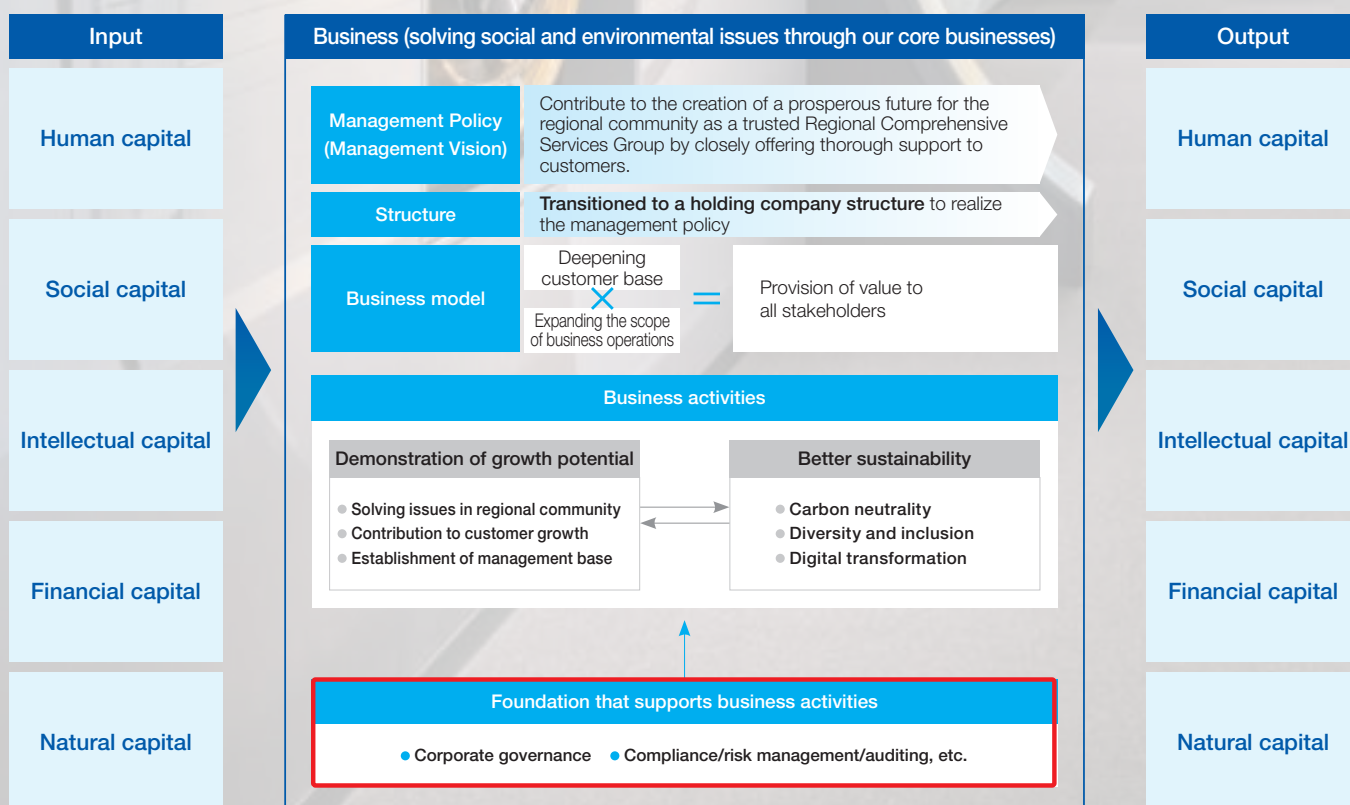 Input
Human capital
Social capital
Intellectual capital
Financial capital
Natural capital
Business (solving social and environmental issues through our core businesses)
Management Policy
(Management Vision)
Contribute to the creation of a prosperous future for the
regional community as a trusted Regional Comprehensive
Services Group by closely offering thorough support to
customers.
Structure
Transitioned to a holding company structure to realize
the management policy
Business model
Deepening
customer base
×
Expanding the scope
of business operations
=
Provision of value to
all stakeholders
Business activities
Demonstration of growth potential
● Solving issues in regional community
● Contribution to customer growth
● Establishment of management base
Better sustainability
● Carbon neutrality
● Diversity and inclusion
● Digital transformation
Foundation that supports business activities
● Corporate governance ● Compliance/risk management/auditing, etc.
Output
Human capital
Social capital
Intellectual capital
Financial capital
Natural capital